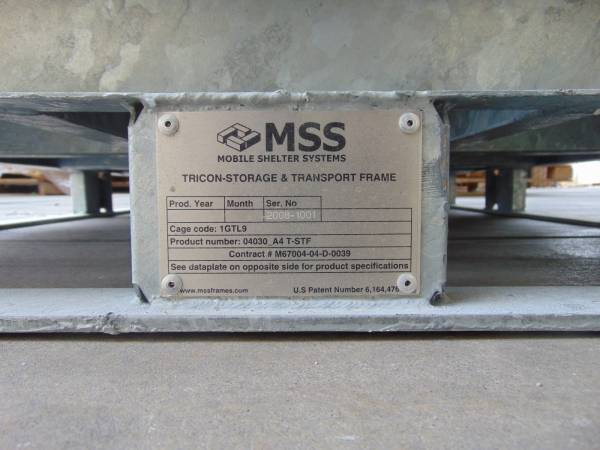 MSS
MOBILE SHELTER SYSTEMS
TRICON-STORAGE & TRANSPORT FRAME
Prod. Year Month Ser. No
2008-1001
Cage code: 1GTL9
Product number: 04030_A4 T-STF
Contract # M67004-04-D-0039
See dataplate on opposite side for product specifications
www.mssframes.com U.S Patent Number